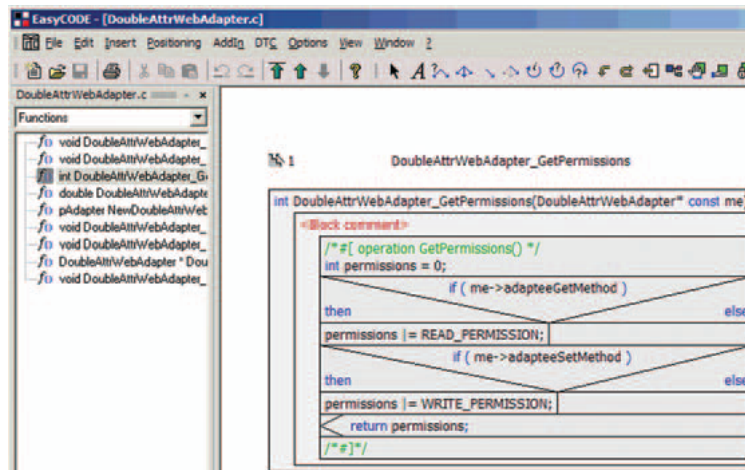 EasyCODE - [DoubleAttrWebAdapter.c]
File Edit Insert Positioning AddIn DTC Options View Window ?
DoubleAttrWebAdapter.c
Functions
void DoubleAttrWebAdapter_
void DoubleAttrWebAdapter_
int DoubleAttrWebAdapter_G
double DoubleAttrWebAdapte
pAdapter NewDoubleAttrWeb
void DoubleAttrWebAdapter_
void DoubleAttrWebAdapter_
DoubleAttrWebAdapter * Dou
void DoubleAttrWebAdapter_
1 DoubleAttrWebAdapter_GetPermissions
int DoubleAttrWebAdapter_GetPermissions(DoubleAttrWebAdapter* const me)
<Block comment>
/*#[ operation GetPermissions() */
int permissions = 0;
if ( me->adapteeGetMethod )
then else
permissions |= READ_PERMISSION;
if ( me->adapteeSetMethod )
then else
permissions |= WRITE_PERMISSION;
return permissions;
/*#]*/